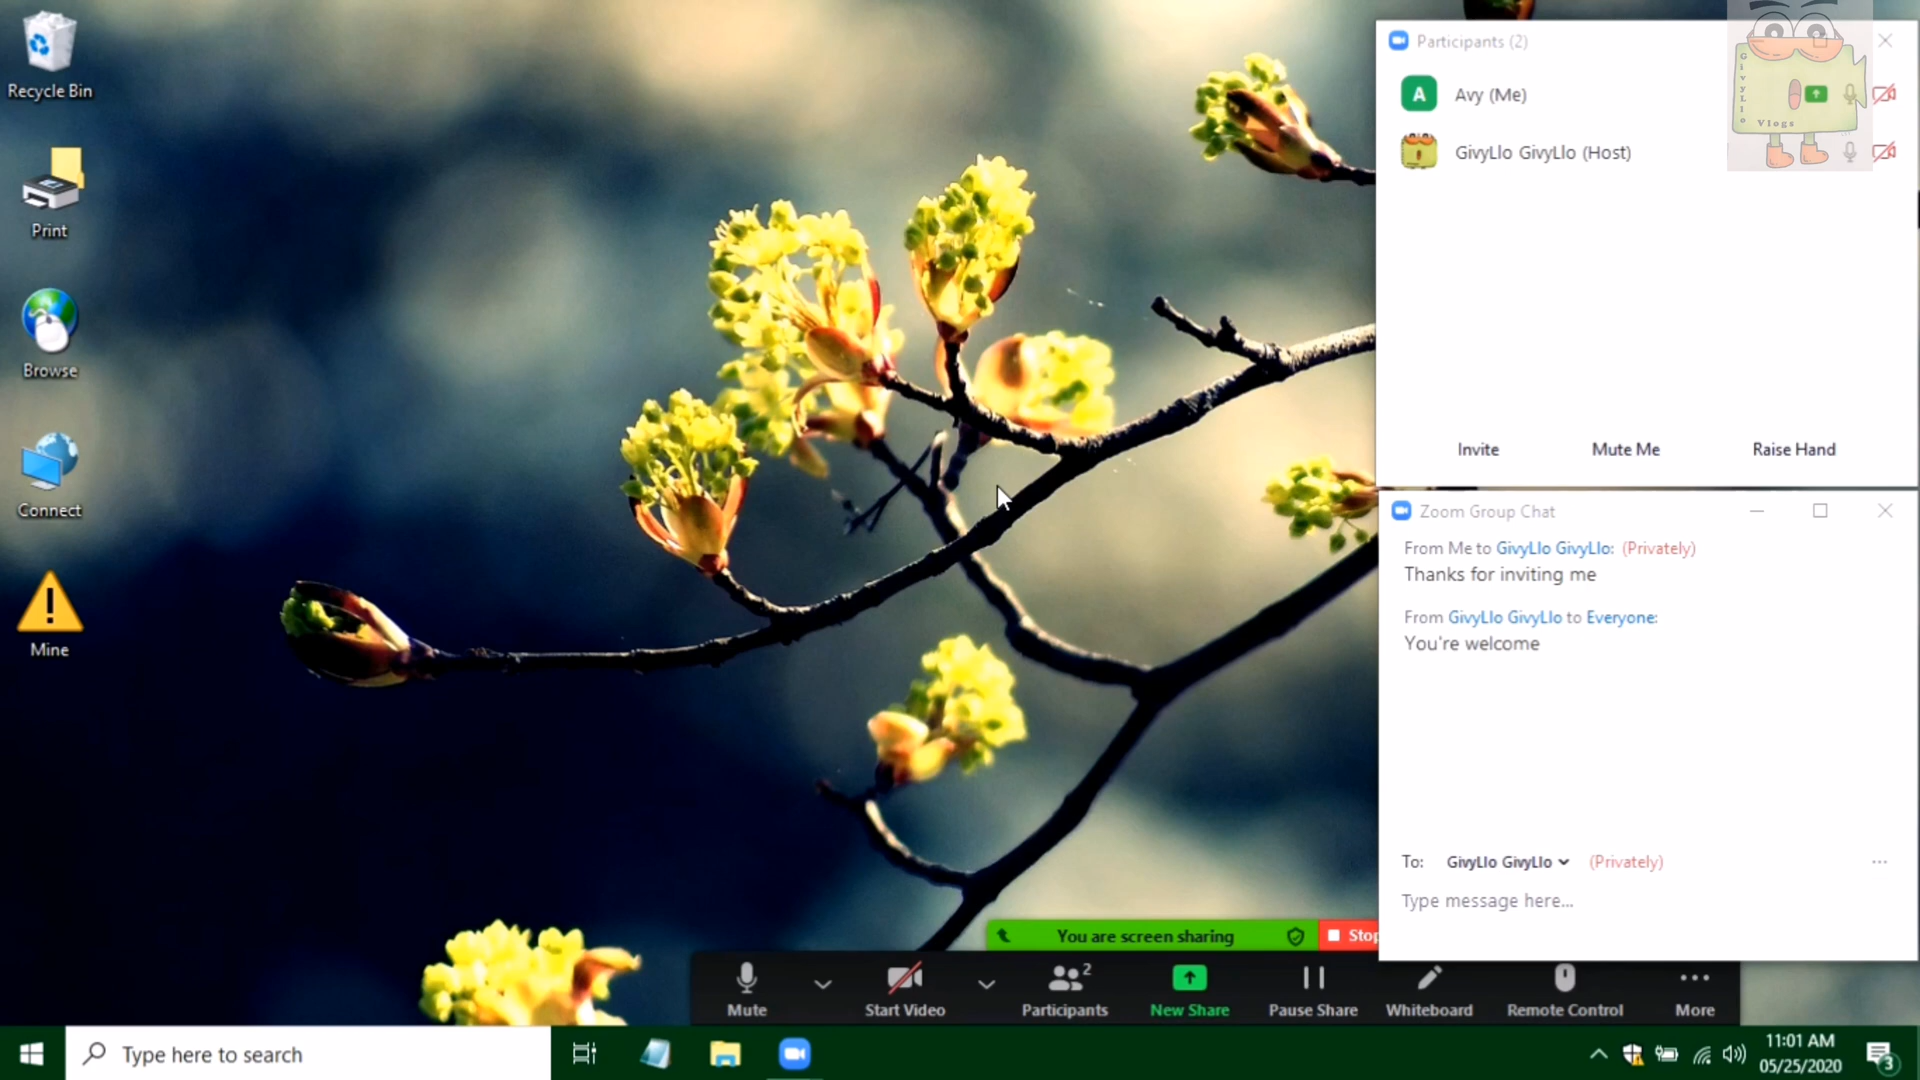 Recycle Bin
Print
Browse
Connect
Mine
Participants (2)
A
Avy (Me)
GivyLlo GivyLlo (Host)
GivyLlo
Vlogs
Invite
Mute Me
Raise Hand
Zoom Group Chat
From Me to GivyLlo GivyLlo: (Privately)
Thanks for inviting me
From GivyLlo GivyLlo to Everyone:
You're welcome
To: GivyLlo GivyLlo (Privately)
Type message here...
You are screen sharing
Stop
Mute
Start Video
2
Participants
New Share
Pause Share
Whiteboard
Remote Control
More
Type here to search
11:01 AM
05/25/2020
3